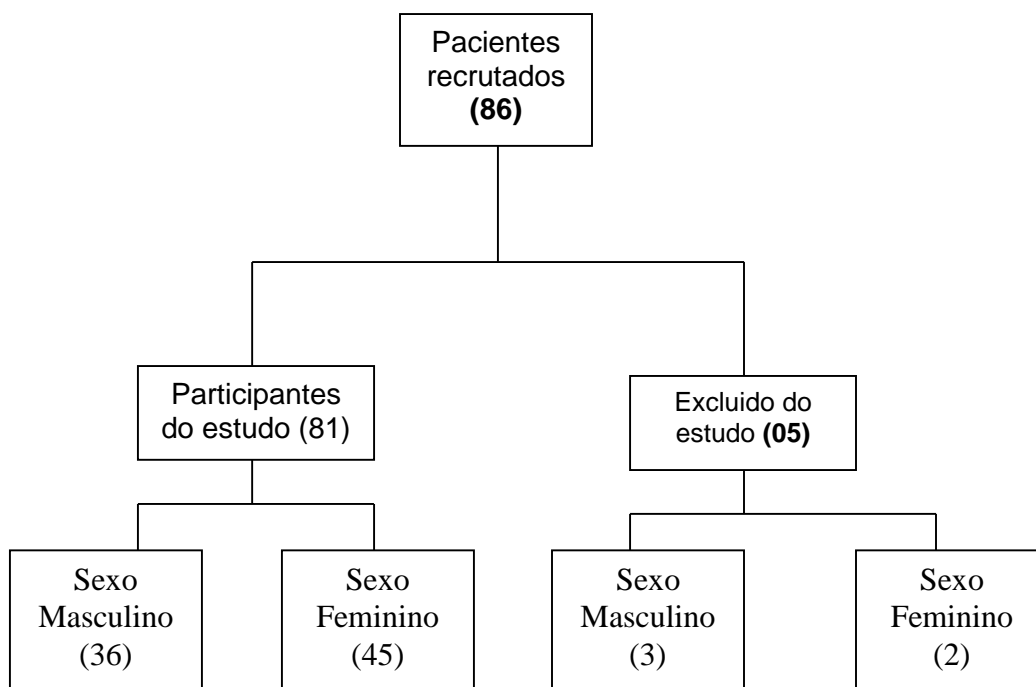 Pacientes
recrutados
(86)
Participantes
do estudo (81)
Excluido do
estudo (05)
Sexo
Masculino
(36)
Sexo
Feminino
(45)
Sexo
Masculino
(3)
Sexo
Feminino
(2)